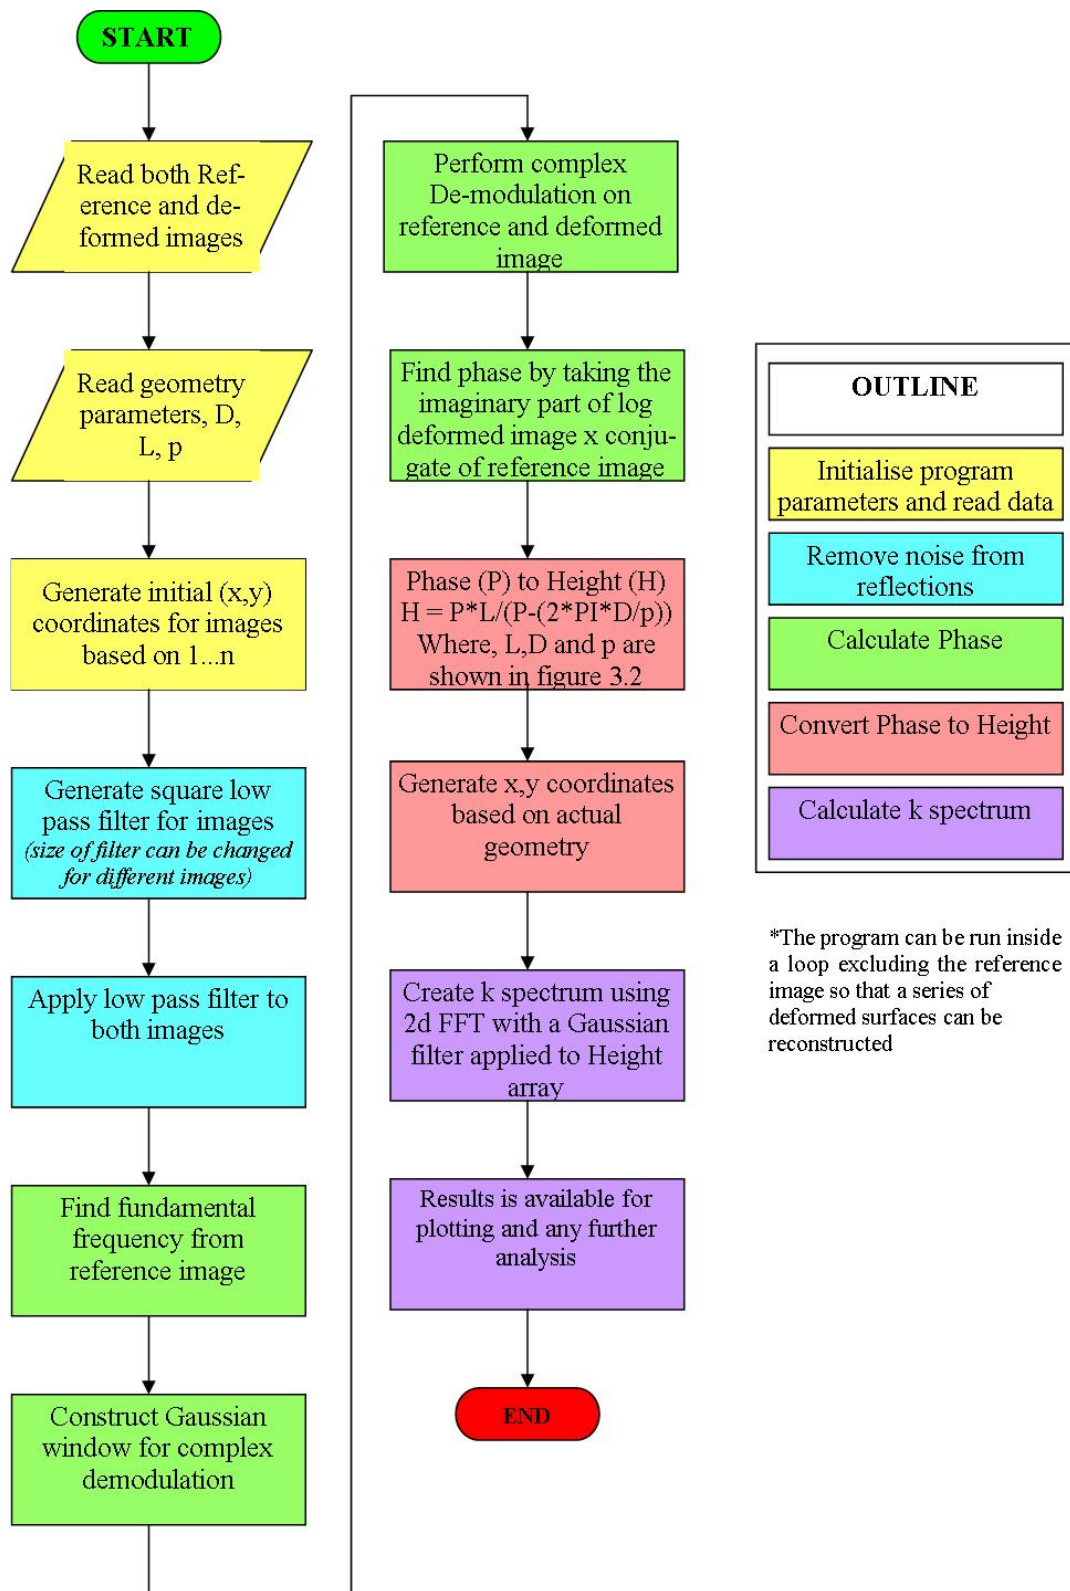 START
Read both Ref-
erence and de-
formed images
Read geometry
parameters, D,
L, p
Generate initial (x,y)
coordinates for images
based on 1...n
Generate square low
pass filter for images
(size of filter can be changed
for different images)
Apply low pass filter to
both images
Find fundamental
frequency from
reference image
Construct Gaussian
window for complex
demodulation
Perform complex
De-modulation on
reference and deformed
image
Find phase by taking the
imaginary part of log
deformed image x conju-
gate of reference image
Phase (P) to Height (H)
H = P*L/(P-(2*PI*D/p))
Where, L,D and p are
shown in figure 3.2
Generate x,y coordinates
based on actual
geometry
Create k spectrum using
2d FFT with a Gaussian
filter applied to Height
array
Results is available for
plotting and any further
analysis
END
OUTLINE
Initialise program
parameters and read data
Remove noise from
reflections
Calculate Phase
Convert Phase to Height
Calculate k spectrum
*The program can be run inside
a loop excluding the reference
image so that a series of
deformed surfaces can be
reconstructed